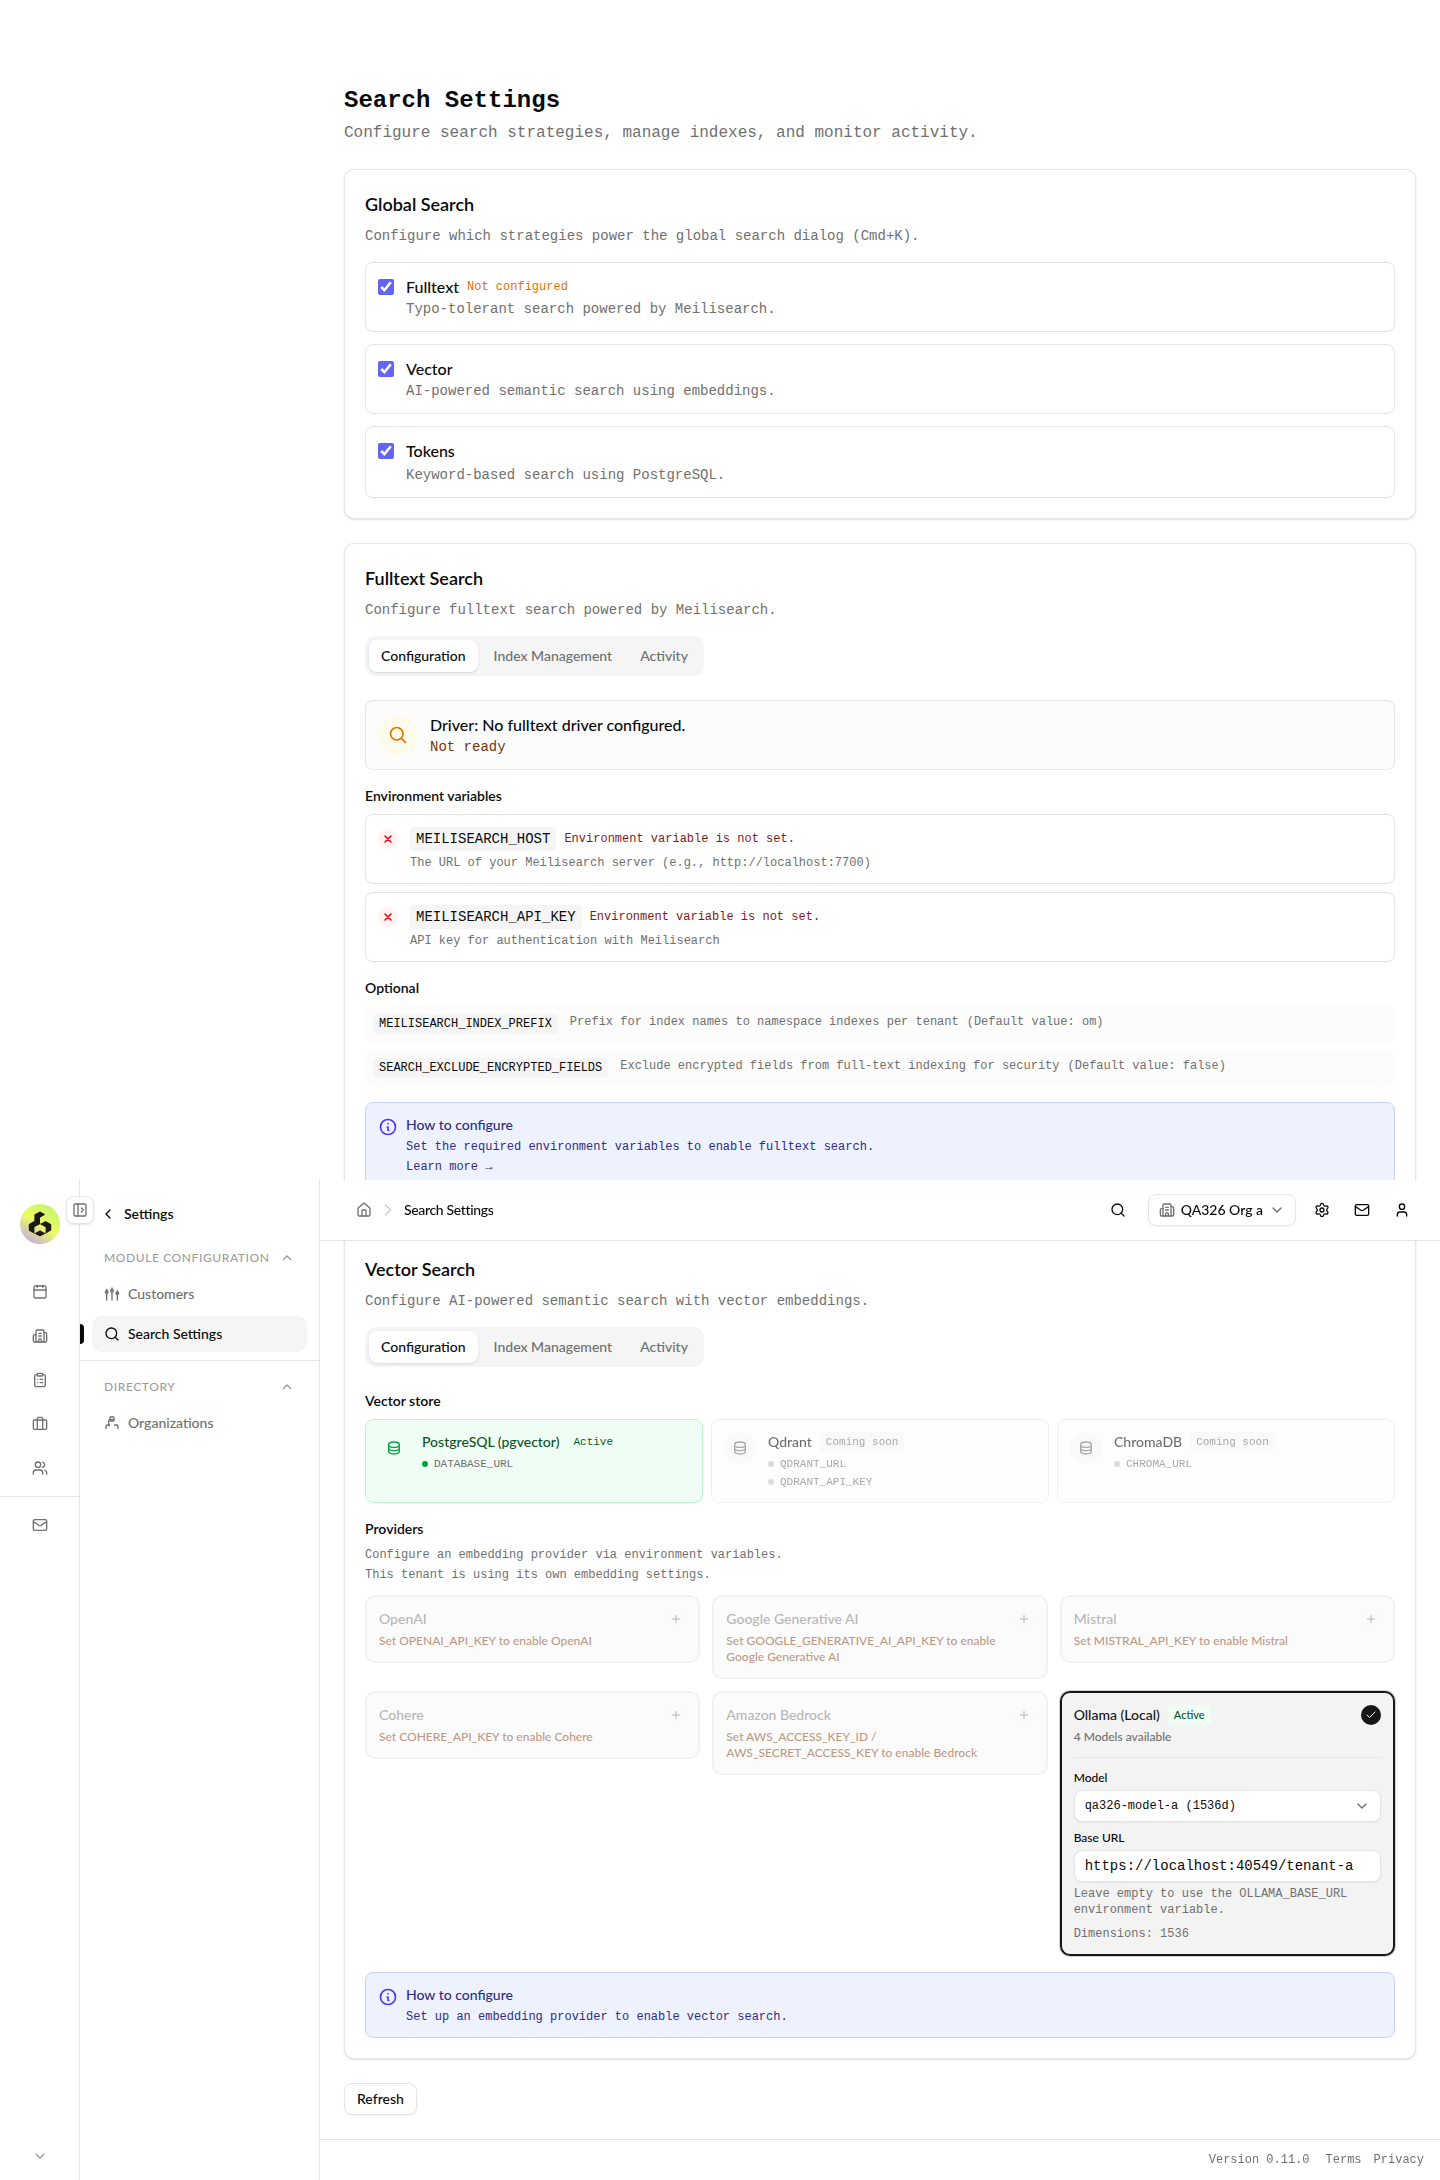 Search Settings
Configure search strategies, manage indexes, and monitor activity.
Global Search
Configure which strategies power the global search dialog (Cmd+K).
Fulltext Not configured
Typo-tolerant search powered by Meilisearch.
Vector
AI-powered semantic search using embeddings.
Tokens
Keyword-based search using PostgreSQL.
Fulltext Search
Configure fulltext search powered by Meilisearch.
Configuration Index Management Activity
Driver: No fulltext driver configured.
Not ready
Environment variables
MEILISEARCH_HOST Environment variable is not set.
The URL of your Meilisearch server (e.g., http://localhost:7700)
MEILISEARCH_API_KEY Environment variable is not set.
API key for authentication with Meilisearch
Optional
MEILISEARCH_INDEX_PREFIX Prefix for index names to namespace indexes per tenant (Default value: om)
SEARCH_EXCLUDE_ENCRYPTED_FIELDS Exclude encrypted fields from full-text indexing for security (Default value: false)
How to configure
Set the required environment variables to enable fulltext search.
Learn more →
Settings
MODULE CONFIGURATION
Customers
Search Settings
DIRECTORY
Organizations
Search Settings
QA326 Org a
Vector Search
Configure AI-powered semantic search with vector embeddings.
Configuration Index Management Activity
Vector store
PostgreSQL (pgvector) Active
DATABASE_URL
Qdrant Coming soon
QDRANT_URL
QDRANT_API_KEY
ChromaDB Coming soon
CHROMA_URL
Providers
Configure an embedding provider via environment variables.
This tenant is using its own embedding settings.
OpenAI
Set OPENAI_API_KEY to enable OpenAI
Google Generative AI
Set GOOGLE_GENERATIVE_AI_API_KEY to enable
Google Generative AI
Mistral
Set MISTRAL_API_KEY to enable Mistral
Cohere
Set COHERE_API_KEY to enable Cohere
Amazon Bedrock
Set AWS_ACCESS_KEY_ID /
AWS_SECRET_ACCESS_KEY to enable Bedrock
Ollama (Local) Active
4 Models available
Model
qa326-model-a (1536d)
Base URL
https://localhost:40549/tenant-a
Leave empty to use the OLLAMA_BASE_URL
environment variable.
Dimensions: 1536
How to configure
Set up an embedding provider to enable vector search.
Refresh
Version 0.11.0 Terms Privacy